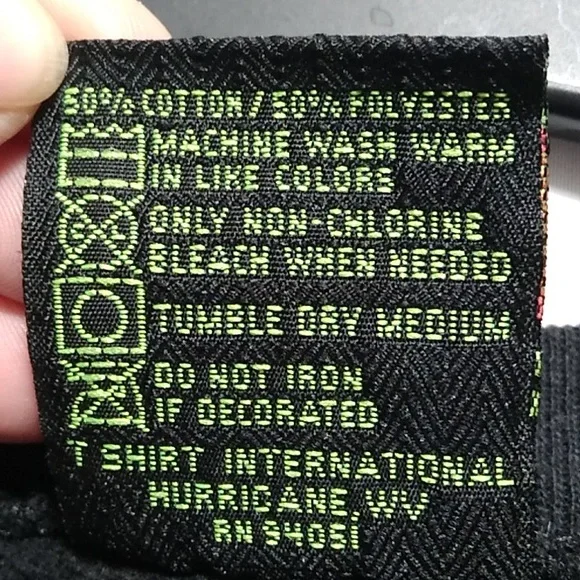 50% COTTON / 50% POLYESTER
MACHINE WASH WARM
IN LIKE COLORS
ONLY NON-CHLORINE
BLEACH WHEN NEEDED
TUMBLE DRY MEDIUM
DO NOT IRON
IF DECORATED
T SHIRT INTERNATIONAL
HURRICANE, WV
RN 94081